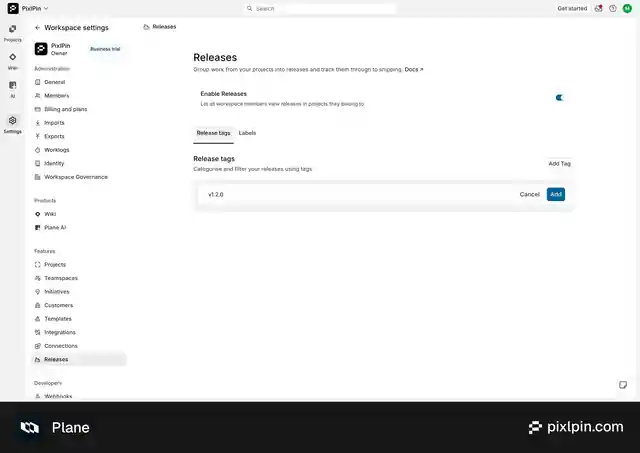 PixlPin
Search
Get started
M
Projects
Wiki
AI
Settings
Workspace settings
PixlPin
Owner
Business trial
Administration
General
Members
Billing and plans
Imports
Exports
Worklogs
Identity
Workspace Governance
Products
Wiki
Plane AI
Features
Projects
Teamspaces
Initiatives
Customers
Templates
Integrations
Connections
Releases
Developers
Webhooks
Releases
Releases
Group work from your projects into releases and track them through to shipping. Docs ↗
Enable Releases
Let all workspace members view releases in projects they belong to.
Release tags Labels
Release tags
Categorize and filter your releases using tags
Add Tag
v1.2.0
Cancel Add
Plane
pixlpin.com